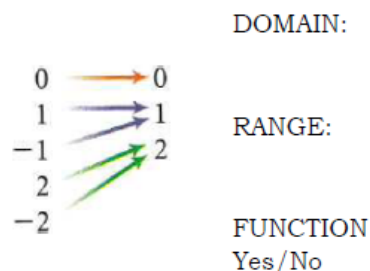 DOMAIN:
0 0
1 1
−1 2
2
−2
RANGE:
FUNCTION
Yes/No